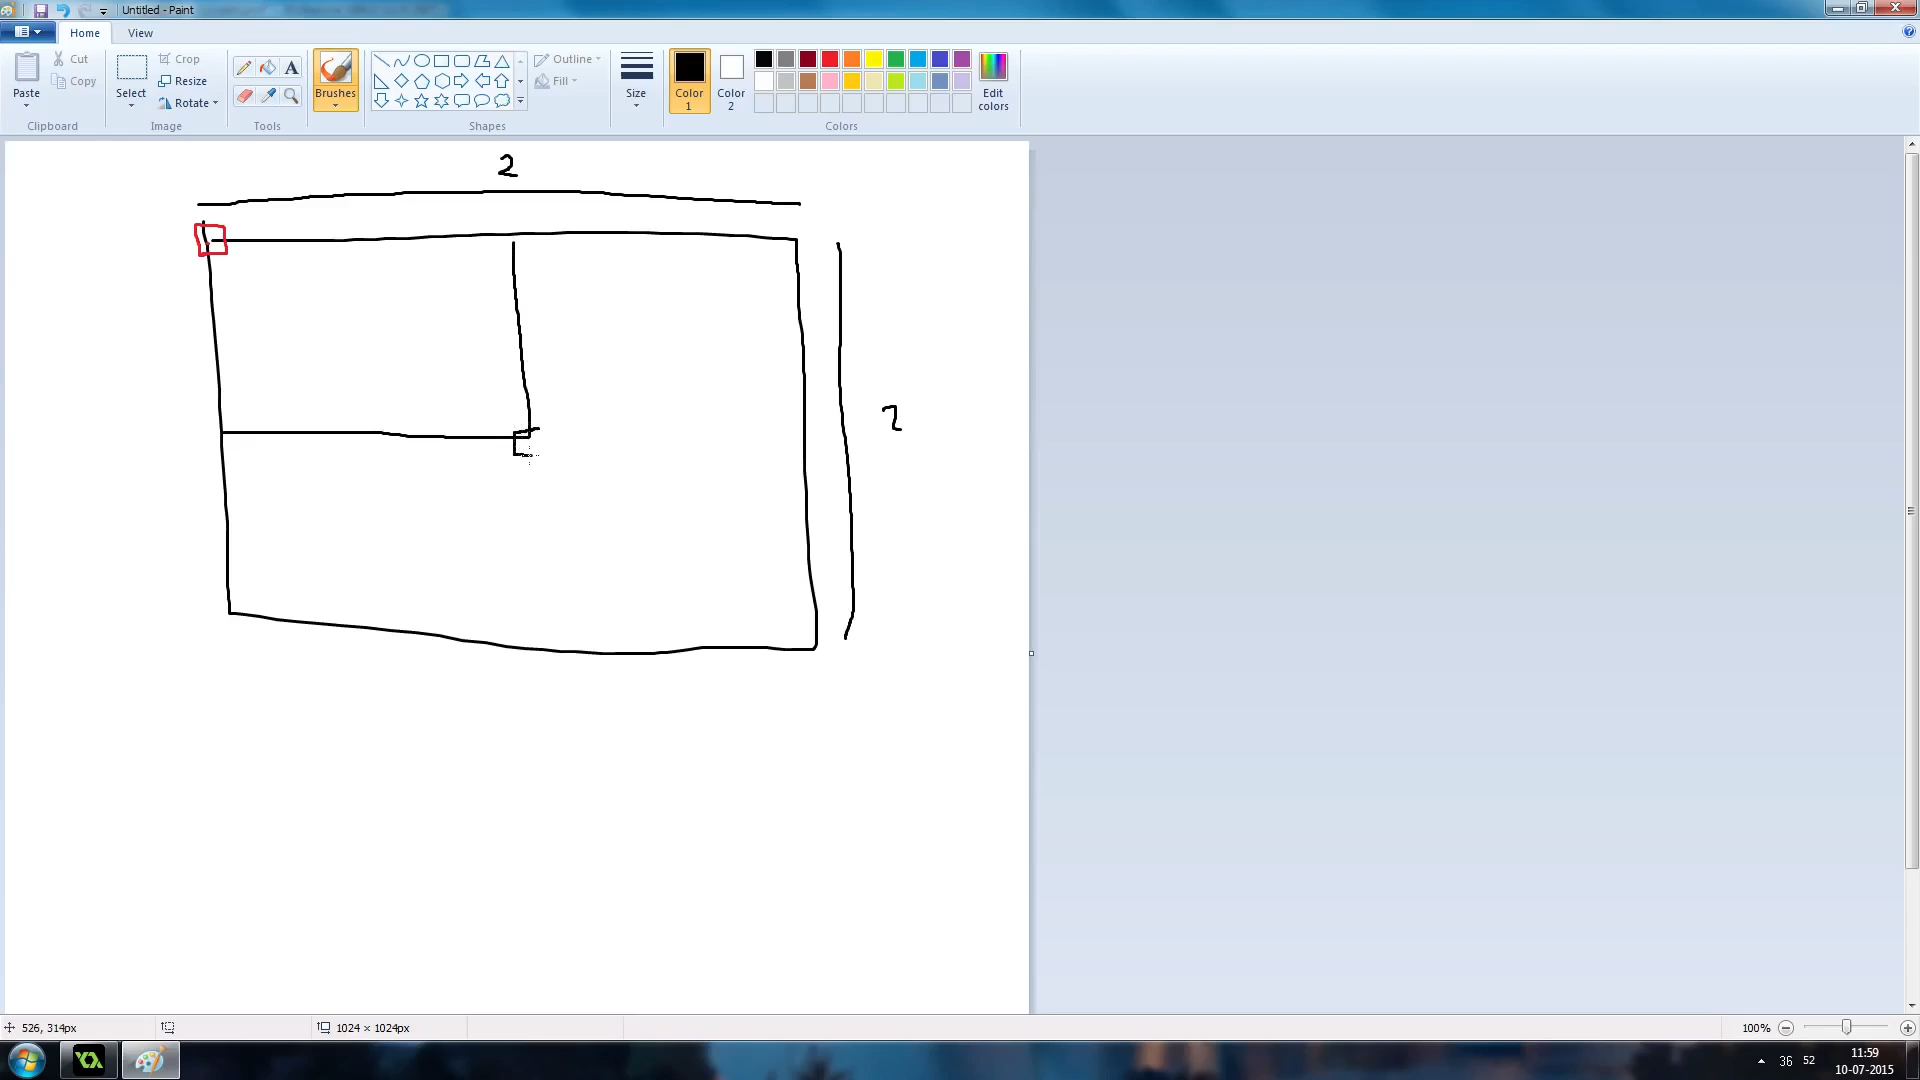 Untitled - Paint
Home
View
Paste
Cut
Copy
Clipboard
Select
Crop
Resize
Rotate
Image
Tools
Brushes
Shapes
Outline
Fill
Size
Color 1
Color 2
Edit colors
Colors
2
2
526, 314px
1024 × 1024px
100%
36 52
11:59
10-07-2015